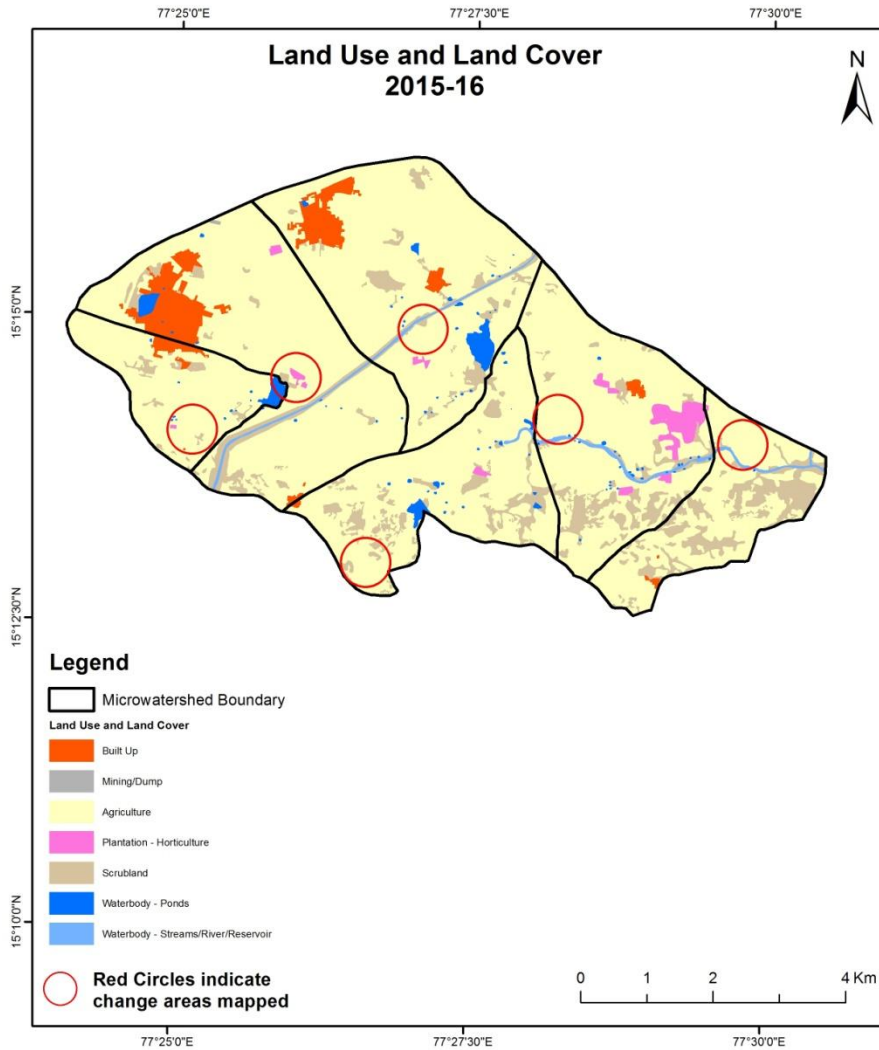 77°25'0"E 77°27'30"E 77°30'0"E
Land Use and Land Cover
2015-16
N
15°15'0"N
15°12'30"N
15°10'0"N
Legend
Microwatershed Boundary
Land Use and Land Cover
Built Up
Mining/Dump
Agriculture
Plantation - Horticulture
Scrubland
Waterbody - Ponds
Waterbody - Streams/River/Reservoir
Red Circles indicate
change areas mapped
0 1 2 4 Km
77°25'0"E 77°27'30"E 77°30'0"E